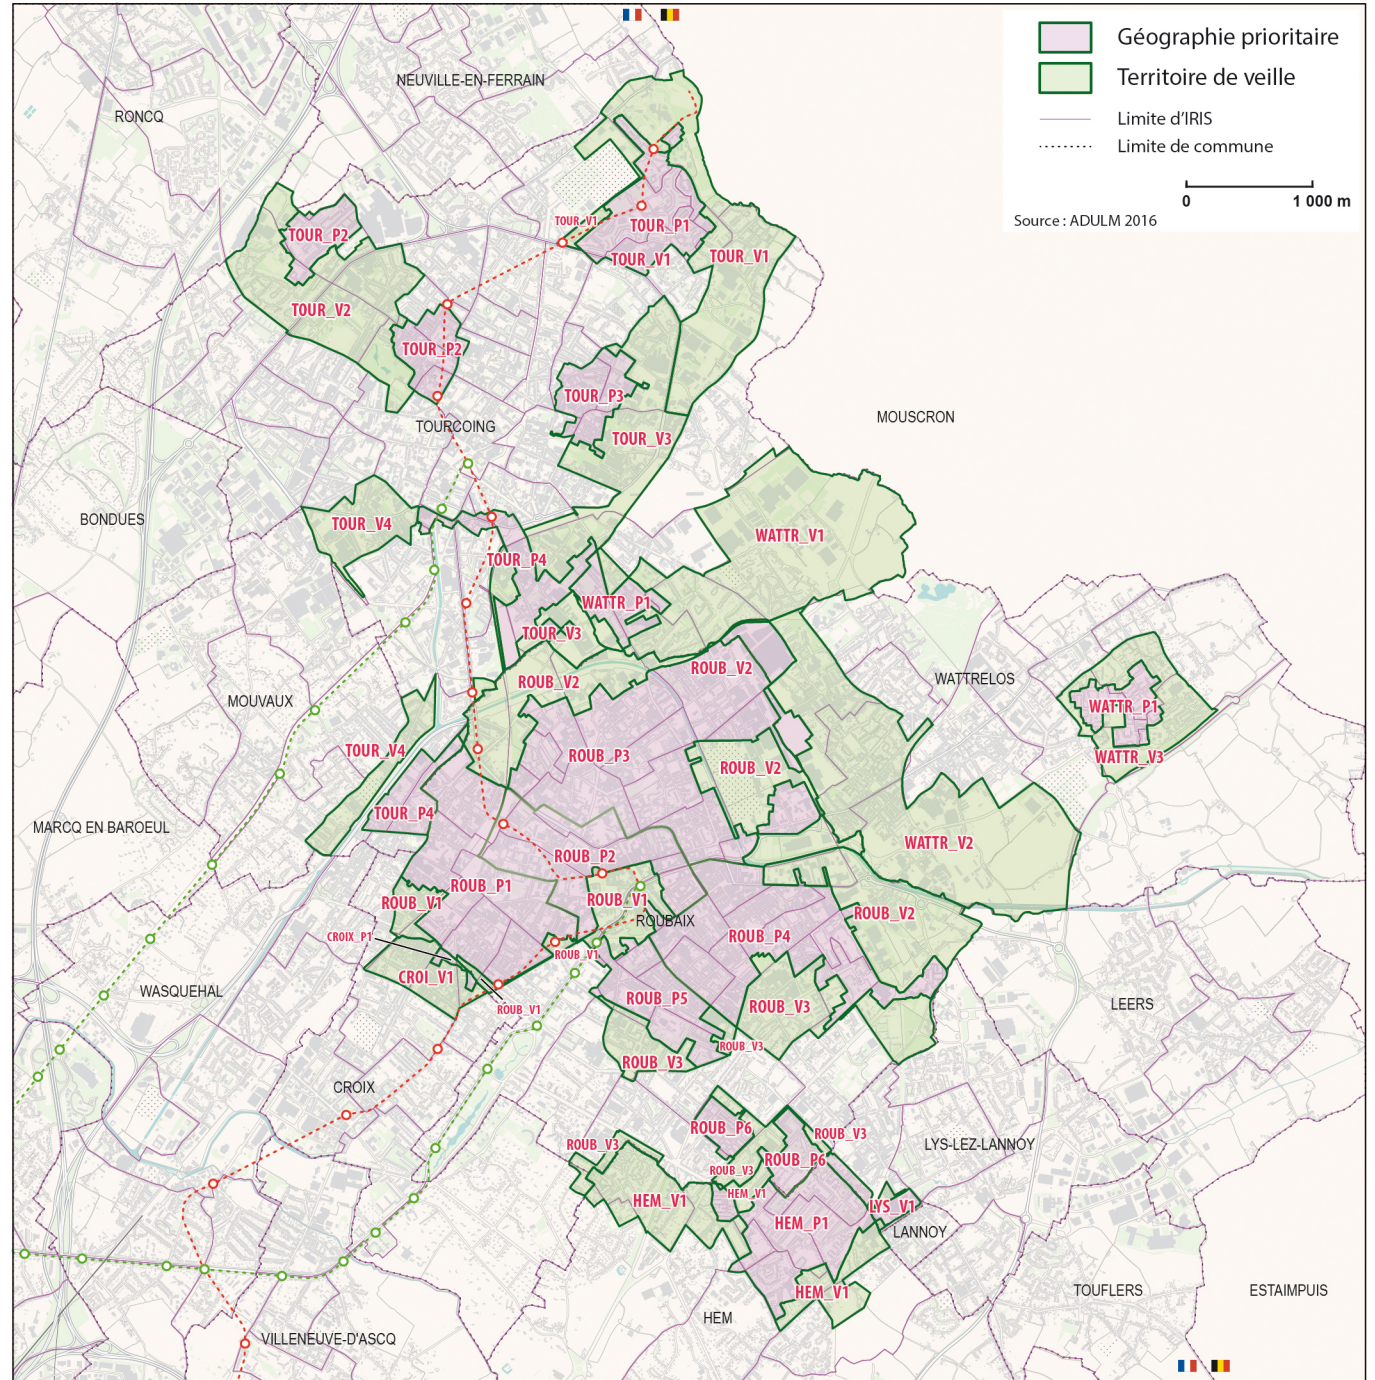 Géographie prioritaire
Territoire de veille
Limite d'IRIS
Limite de commune
0 1 000 m
Source : ADULM 2016
NEUVILLE-EN-FERRAIN
RONCQ
TOUR_V1
TOUR_P1
TOUR_P2
TOUR_V1
TOUR_V1
TOUR_V2
TOUR_P2
TOUR_P3
MOUSCRON
TOURCOING
TOUR_V3
BONDUES
TOUR_V4
WATTR_V1
TOUR_P4
WATTR_P1
TOUR_V3
ROUB_V2
ROUB_V2
WATTRELOS
MOUVAUX
WATTR_P1
TOUR_V4
ROUB_P3
WATTR_V3
ROUB_V2
TOUR_P4
MARCQ EN BAROEUL
WATTR_V2
ROUB_P2
ROUB_P1
ROUB_V1
ROUB_V1
ROUB_V2
ROUBAIX
CROIX_P1
ROUB_P4
ROUB_V1
CROI_V1
WASQUEHAL
ROUB_P5
ROUB_V3
LEERS
ROUB_V1
ROUB_V3
ROUB_V3
CROIX
ROUB_P6
ROUB_V3
ROUB_V3
LYS-LEZ-LANNOY
ROUB_P6
ROUB_V3
HEM_V1
HEM_V1
LYS_V1
HEM_P1
LANNOY
HEM_V1
TOUFLERS
ESTAIMPUIS
HEM
VILLENEUVE-D'ASCQ